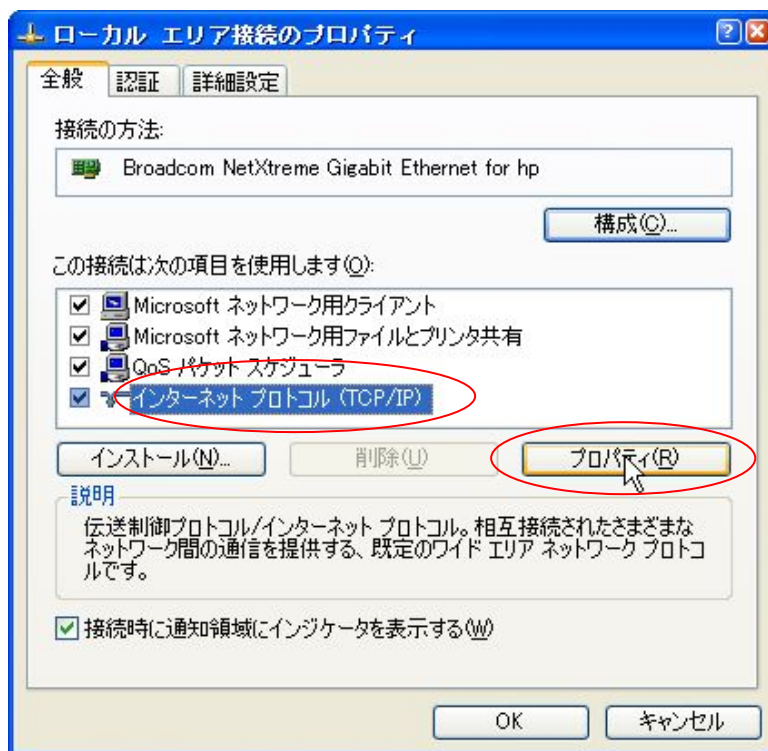 ローカル エリア接続のプロパティ
全般 認証 詳細設定
接続の方法:
Broadcom NetXtreme Gigabit Ethernet for hp
構成(C)...
この接続は次の項目を使用します(O):
Microsoft ネットワーク用クライアント
Microsoft ネットワーク用ファイルとプリンタ共有
QoS パケット スケジューラ
インターネット プロトコル (TCP/IP)
インストール(N)... 削除(U) プロパティ(R)
説明
伝送制御プロトコル/インターネット プロトコル。相互接続されたさまざまな
ネットワーク間の通信を提供する、既定のワイド エリア ネットワーク プロトコ
ルです。
接続時に通知領域にインジケータを表示する(W)
OK キャンセル